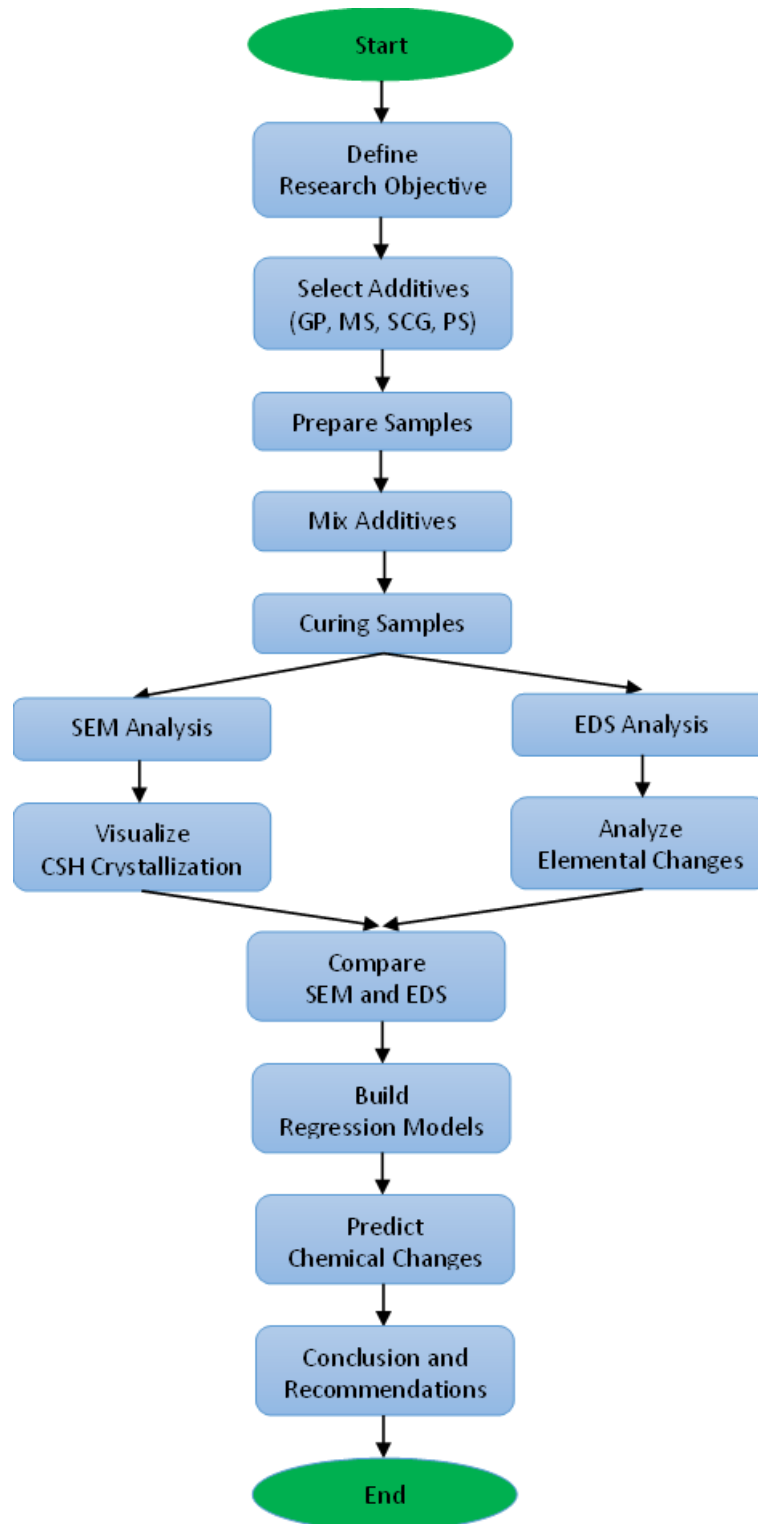 Start
Define
Research Objective
Select Additives
(GP, MS, SCG, PS)
Prepare Samples
Mix Additives
Curing Samples
SEM Analysis
EDS Analysis
Visualize
CSH Crystallization
Analyze
Elemental Changes
Compare
SEM and EDS
Build
Regression Models
Predict
Chemical Changes
Conclusion and
Recommendations
End